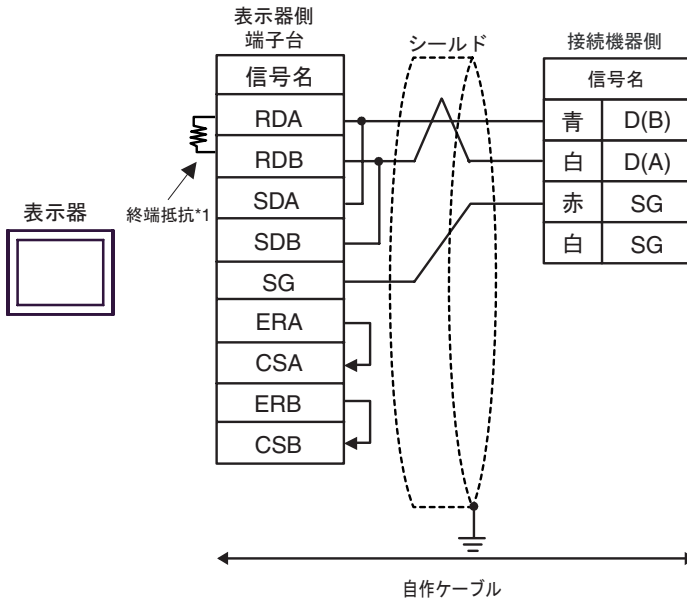 表示器側
端子台
信号名
RDA
RDB
SDA
SDB
SG
ERA
CSA
ERB
CSB
終端抵抗*1
表示器
シールド
接続機器側
信号名
青 D(B)
白 D(A)
赤 SG
白 SG
自作ケーブル